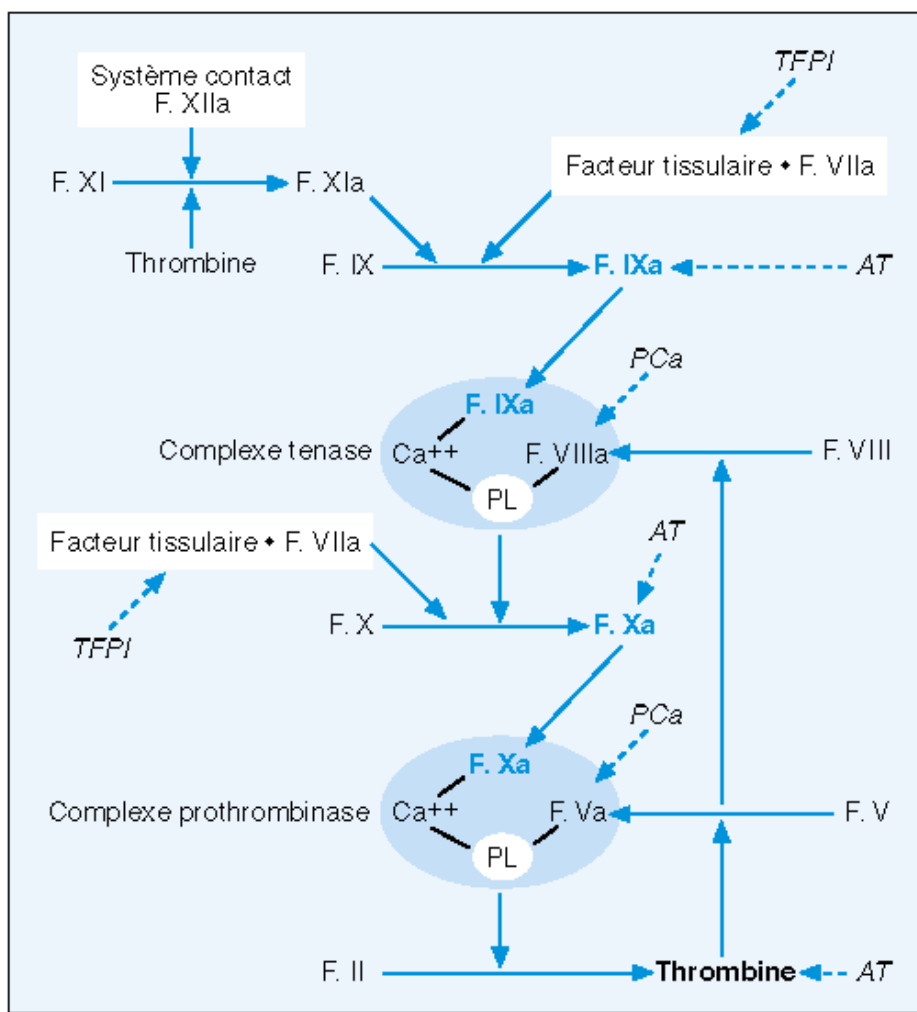 TFPI
Système contact
F. XIIa
Facteur tissulaire • F. VIIa
F. XI
F. XIa
Thrombine
F. IX
F. IXa
AT
PCa
F. IXa
Complexe tenase
Ca++
F. VIIIa
F. VIII
PL
Facteur tissulaire • F. VIIa
AT
F. X
F. Xa
TFPI
PCa
F. Xa
Complexe prothrombinase
Ca++
F. Va
F. V
PL
F. II
Thrombine
AT